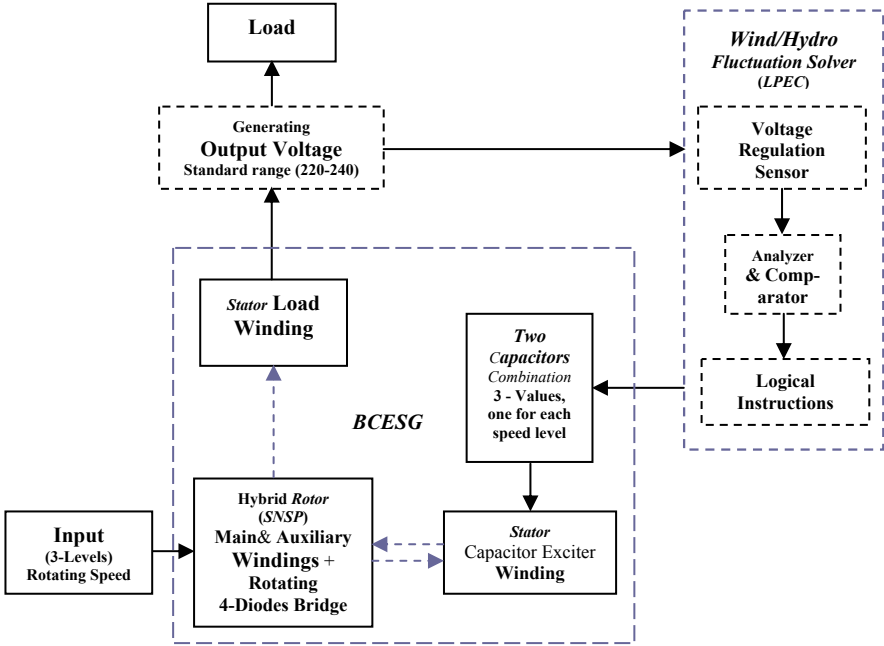 Load
Generating
Output Voltage
Standard range (220-240)
Stator Load
Winding
BCESG
Two
Capacitors
Combination
3 - Values,
one for each
speed level
Input
(3-Levels)
Rotating Speed
Hybrid Rotor
(SNSP)
Main& Auxiliary
Windings +
Rotating
4-Diodes Bridge
Stator
Capacitor Exciter
Winding
Wind/Hydro
Fluctuation Solver
(LPEC)
Voltage
Regulation
Sensor
Analyzer
& Comp-
arator
Logical
Instructions